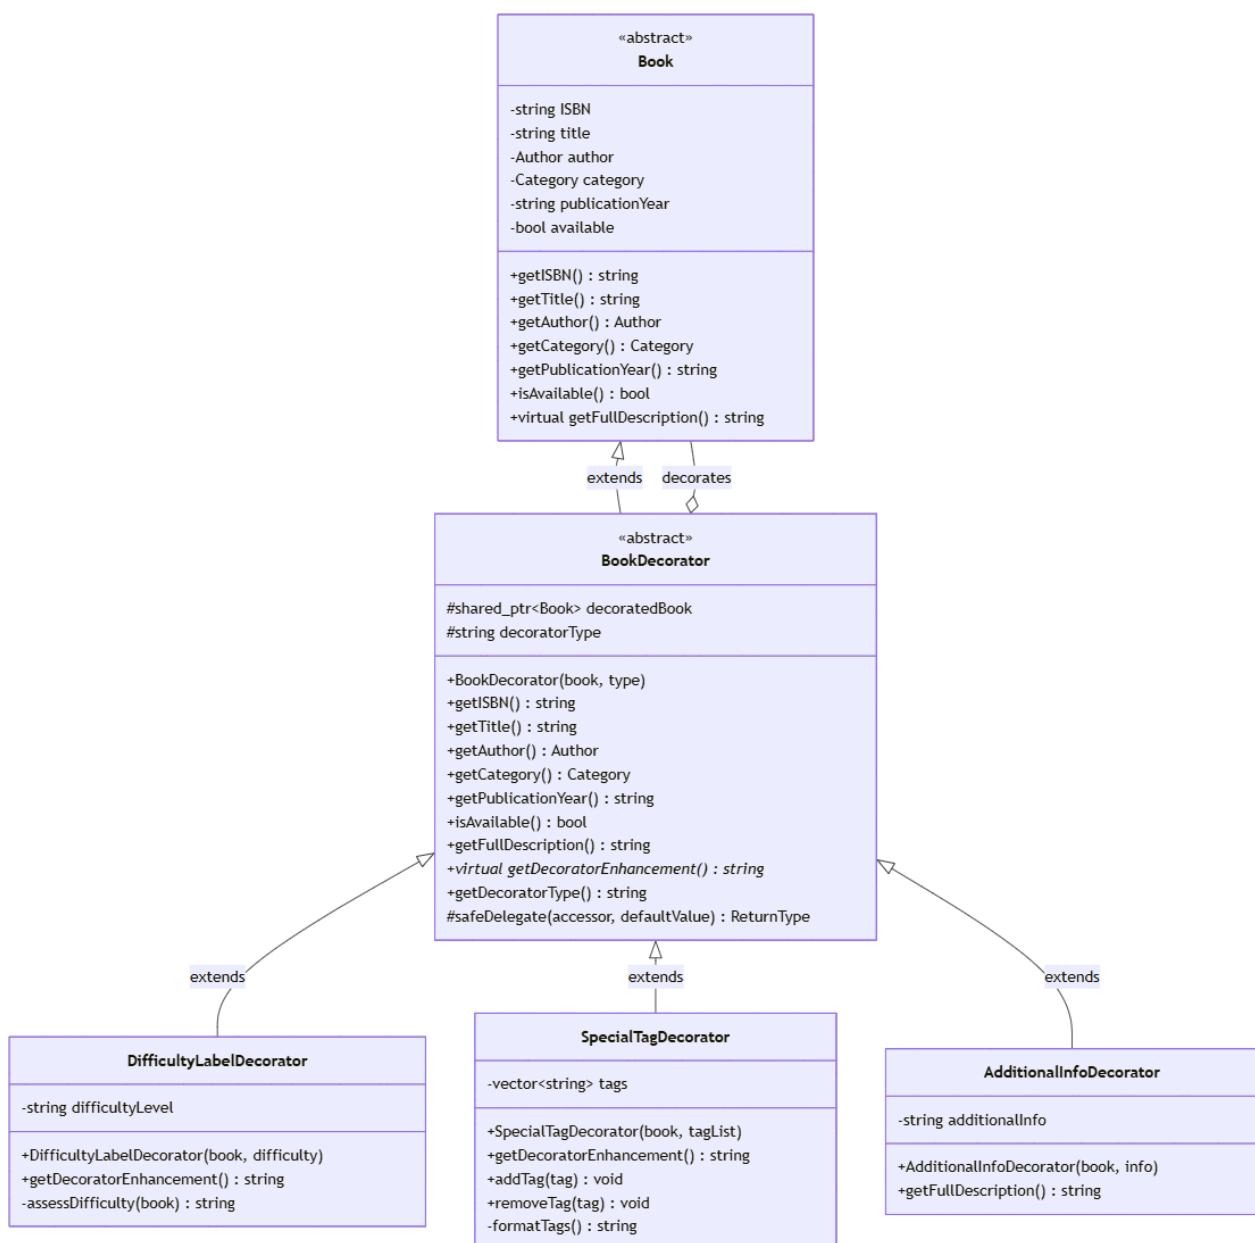 «abstract»
Book
-string ISBN
-string title
-Author author
-Category category
-string publicationYear
-bool available
+getISBN() : string
+getTitle() : string
+getAuthor() : Author
+getCategory() : Category
+getPublicationYear() : string
+isAvailable() : bool
+virtual getFullDescription() : string
extends
decorates
«abstract»
BookDecorator
#shared_ptr<Book> decoratedBook
#string decoratorType
+BookDecorator(book, type)
+getISBN() : string
+getTitle() : string
+getAuthor() : Author
+getCategory() : Category
+getPublicationYear() : string
+isAvailable() : bool
+getFullDescription() : string
+virtual getDecoratorEnhancement() : string
+getDecoratorType() : string
#safeDelegate(accessor, defaultValue) : ReturnType
extends
extends
extends
DifficultyLabelDecorator
-string difficultyLevel
+DifficultyLabelDecorator(book, difficulty)
+getDecoratorEnhancement() : string
-assessDifficulty(book) : string
SpecialTagDecorator
-vector<string> tags
+SpecialTagDecorator(book, tagList)
+getDecoratorEnhancement() : string
+addTag(tag) : void
+removeTag(tag) : void
-formatTags() : string
AdditionalInfoDecorator
-string additionalInfo
+AdditionalInfoDecorator(book, info)
+getFullDescription() : string